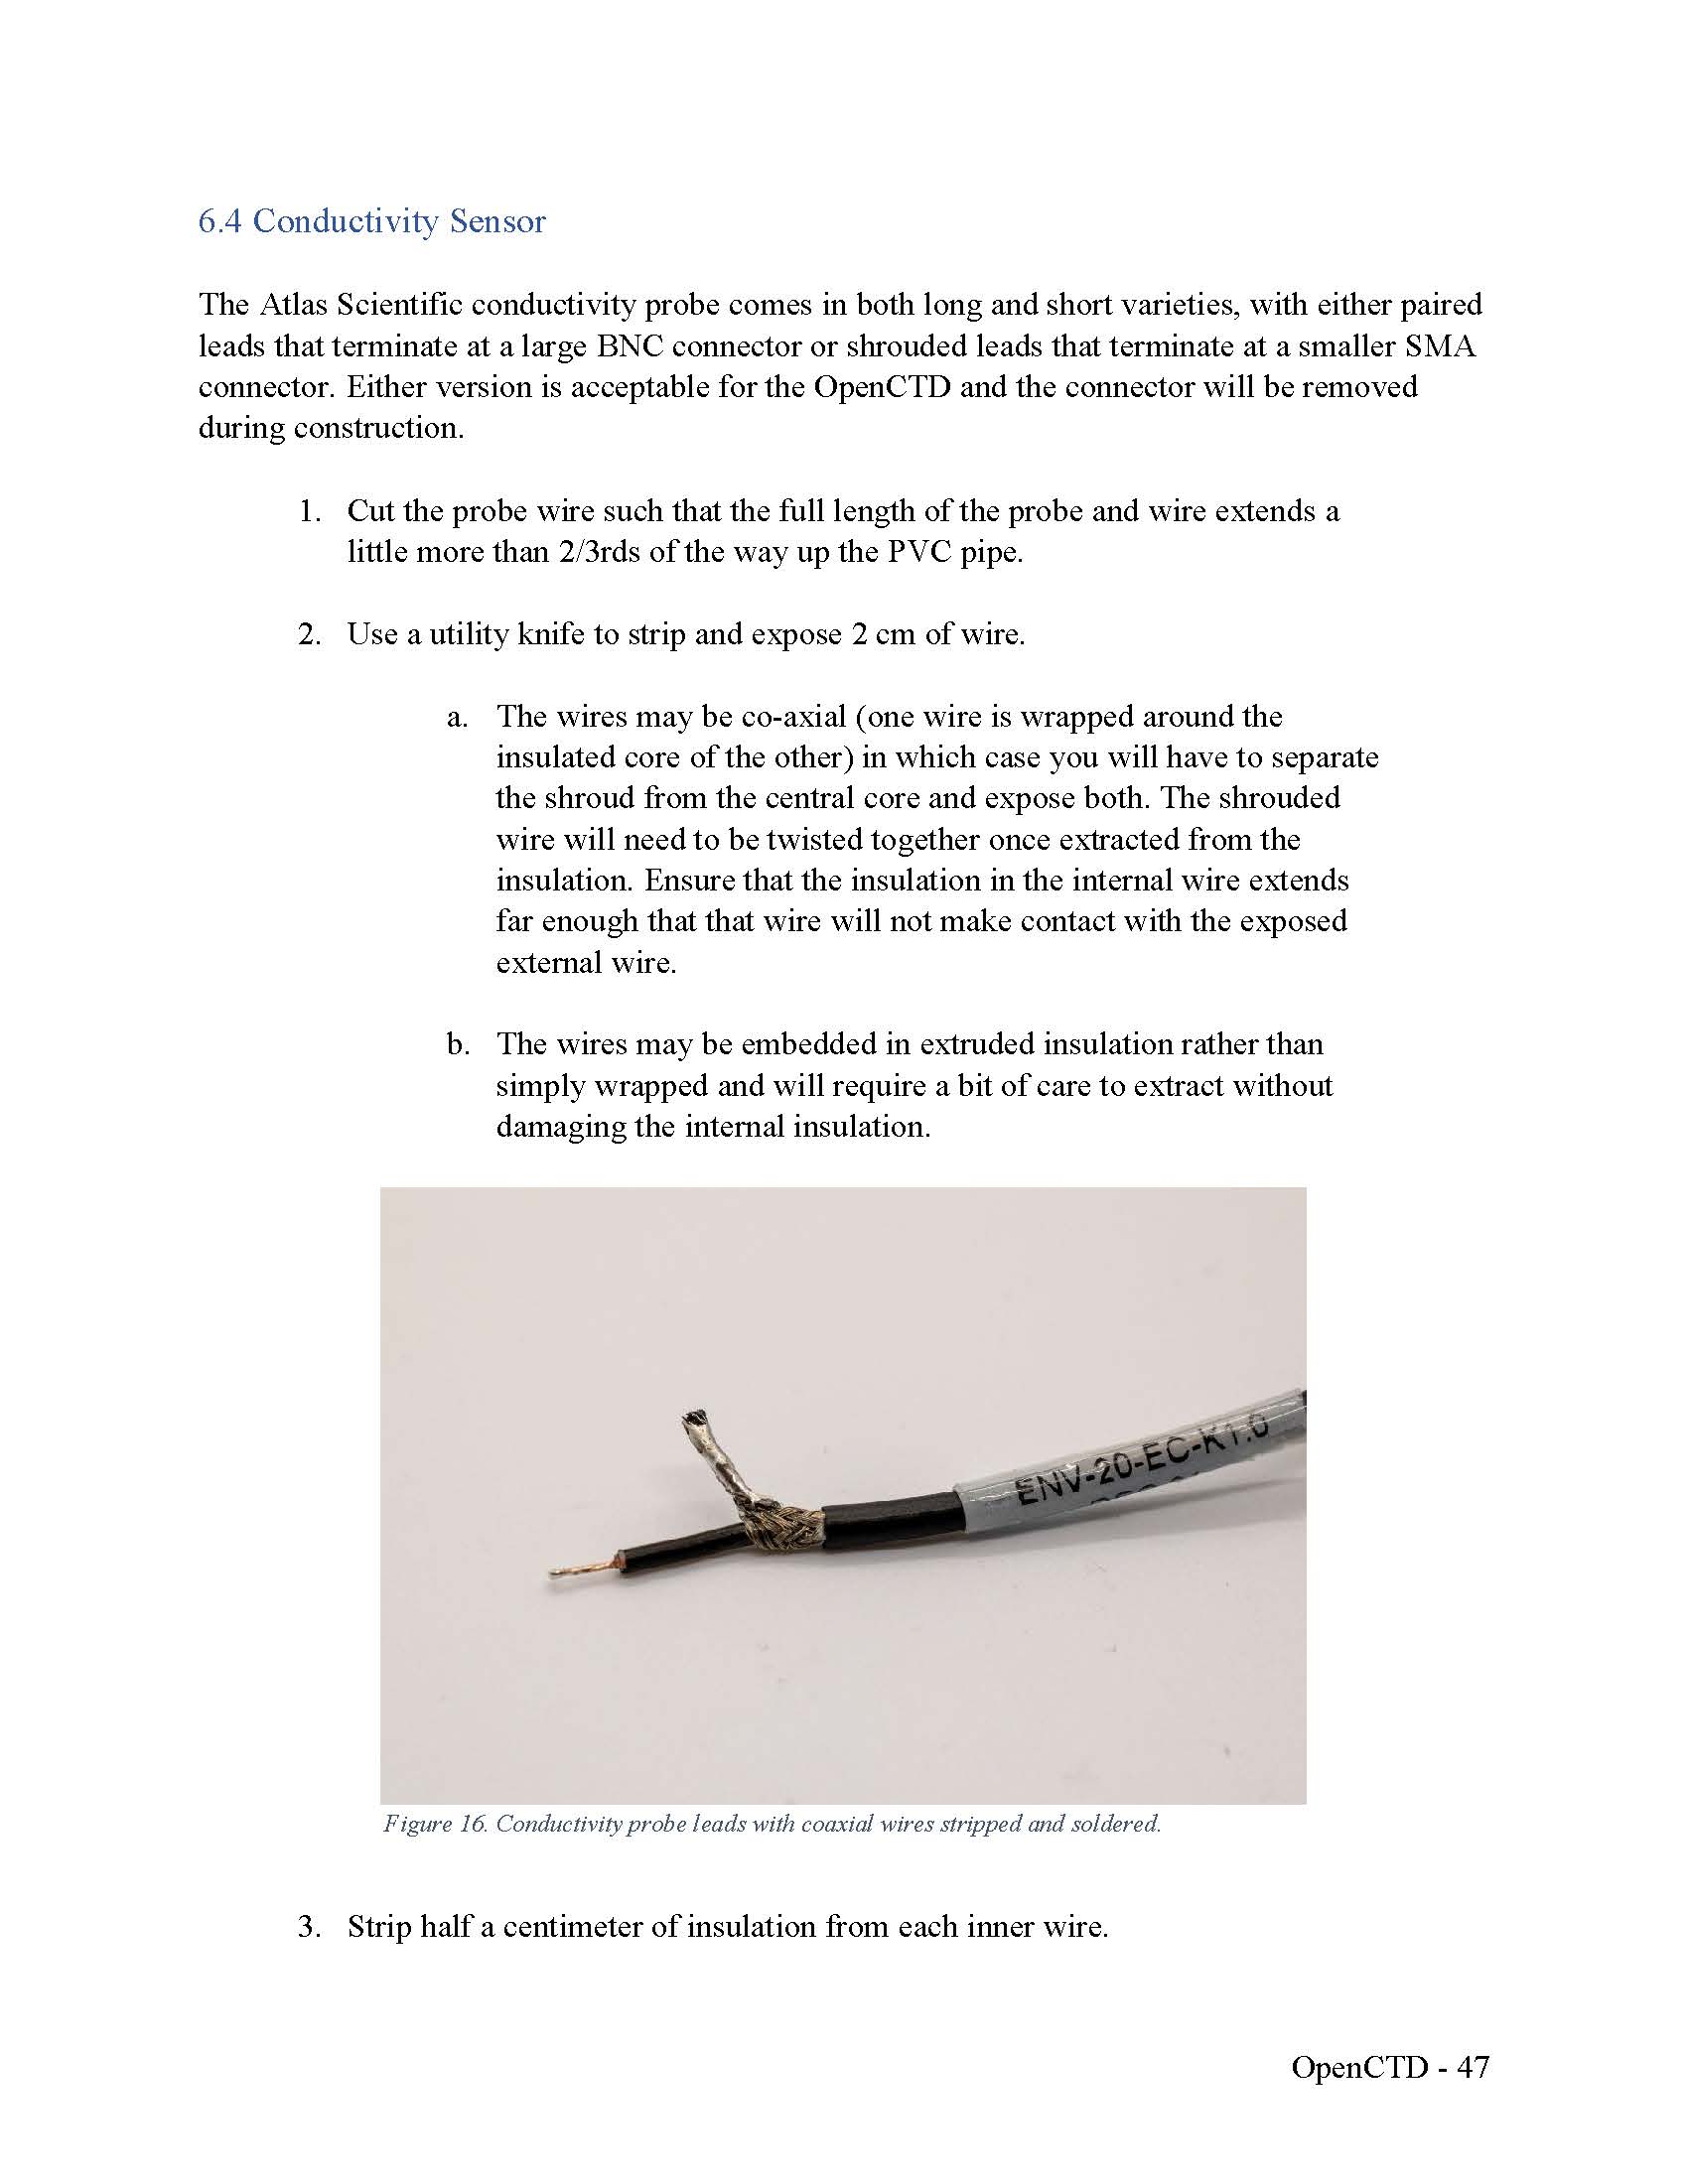 6.4 Conductivity Sensor
The Atlas Scientific conductivity probe comes in both long and short varieties, with either paired
leads that terminate at a large BNC connector or shrouded leads that terminate at a smaller SMA
connector. Either version is acceptable for the OpenCTD and the connector will be removed
during construction.
1. Cut the probe wire such that the full length of the probe and wire extends a
little more than 2/3rds of the way up the PVC pipe.
2. Use a utility knife to strip and expose 2 cm of wire.
a. The wires may be co-axial (one wire is wrapped around the
insulated core of the other) in which case you will have to separate
the shroud from the central core and expose both. The shrouded
wire will need to be twisted together once extracted from the
insulation. Ensure that the insulation in the internal wire extends
far enough that that wire will not make contact with the exposed
external wire.
b. The wires may be embedded in extruded insulation rather than
simply wrapped and will require a bit of care to extract without
damaging the internal insulation.
ENV-20-EC-K1.0
Figure 16. Conductivity probe leads with coaxial wires stripped and soldered.
3. Strip half a centimeter of insulation from each inner wire.
OpenCTD - 47